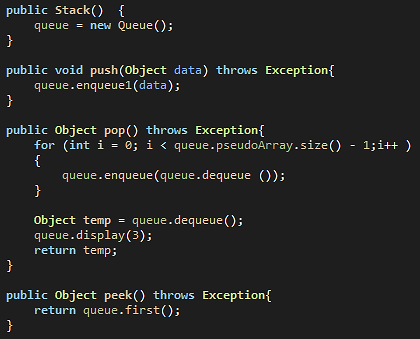 public Stack()  {
    queue = new Queue();
}

public void push(Object data) throws Exception{
    queue.enqueue1(data);
}

public Object pop() throws Exception{
    for (int i = 0; i < queue.pseudoArray.size() - 1;i++ )
    {
        queue.enqueue(queue.dequeue ());
    }

    Object temp = queue.dequeue();
    queue.display(3);
    return temp;
}

public Object peek() throws Exception{
    return queue.first();
}